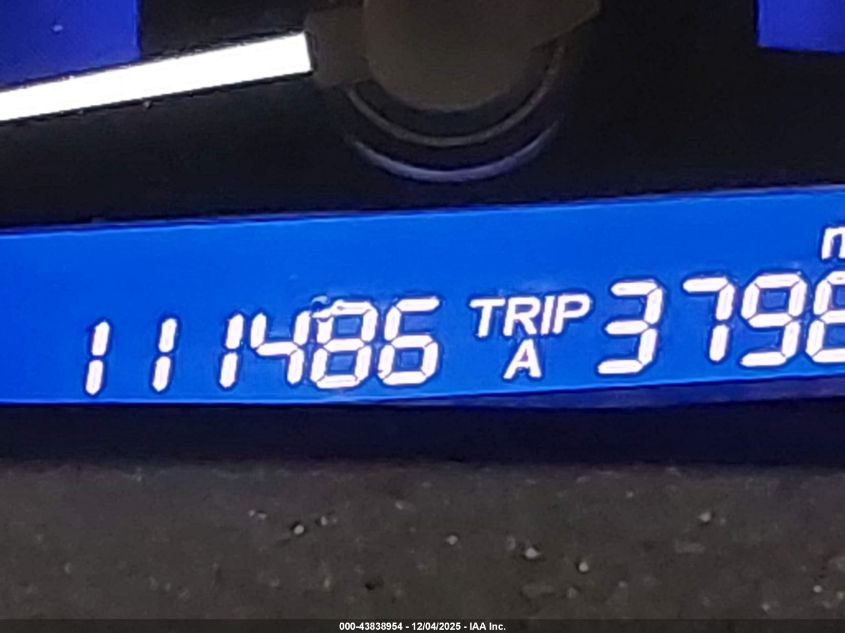 111486 TRIP A 3798
000-43838954 - 12/04/2025 - IAA Inc.